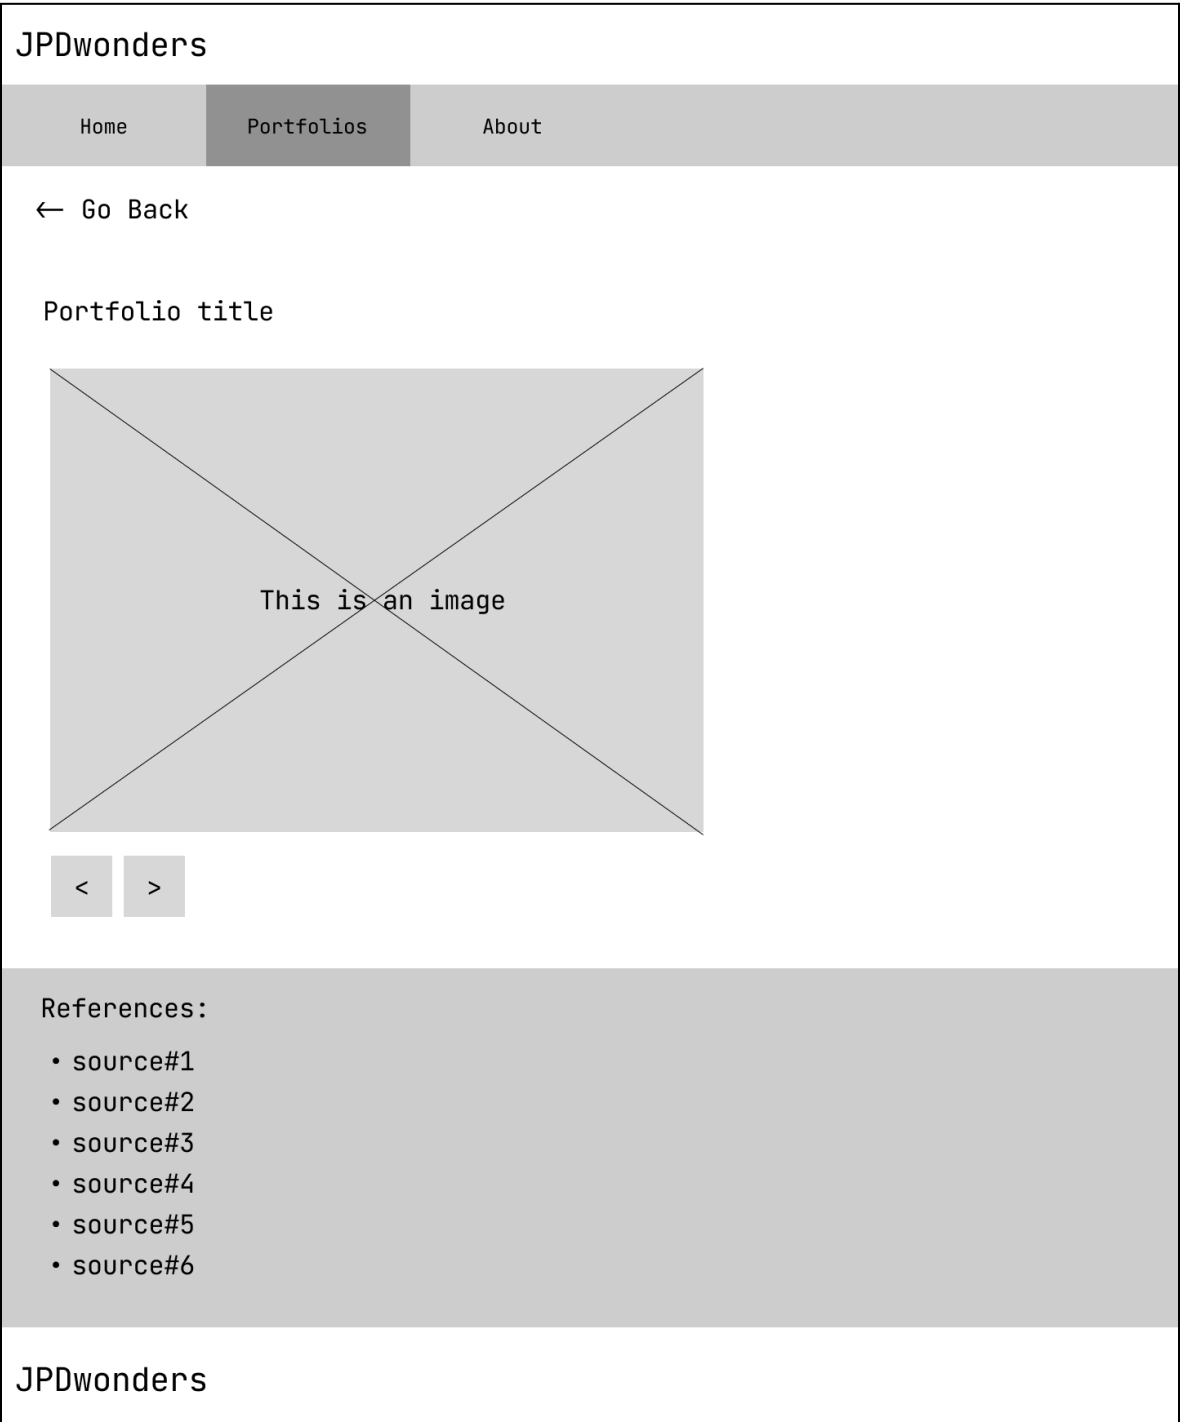 JPDwonders
Home Portfolios About
← Go Back
Portfolio title
This is an image
< >
References:
• source#1
• source#2
• source#3
• source#4
• source#5
• source#6
JPDwonders